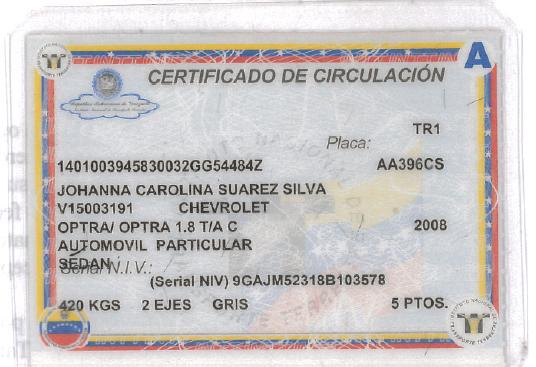 A
CERTIFICADO DE CIRCULACIÓN
República Bolivariana de Venezuela
TR1
Placa:
1401003945830032GG54484Z AA396CS
JOHANNA CAROLINA SUAREZ SILVA
V15003191 CHEVROLET
OPTRA/ OPTRA 1.8 T/A C 2008
AUTOMOVIL PARTICULAR
SEDAN
Serial N.I.V.:
(Serial NIV) 9GAJM52318B103578
420 KGS 2 EJES GRIS 5 PTOS.